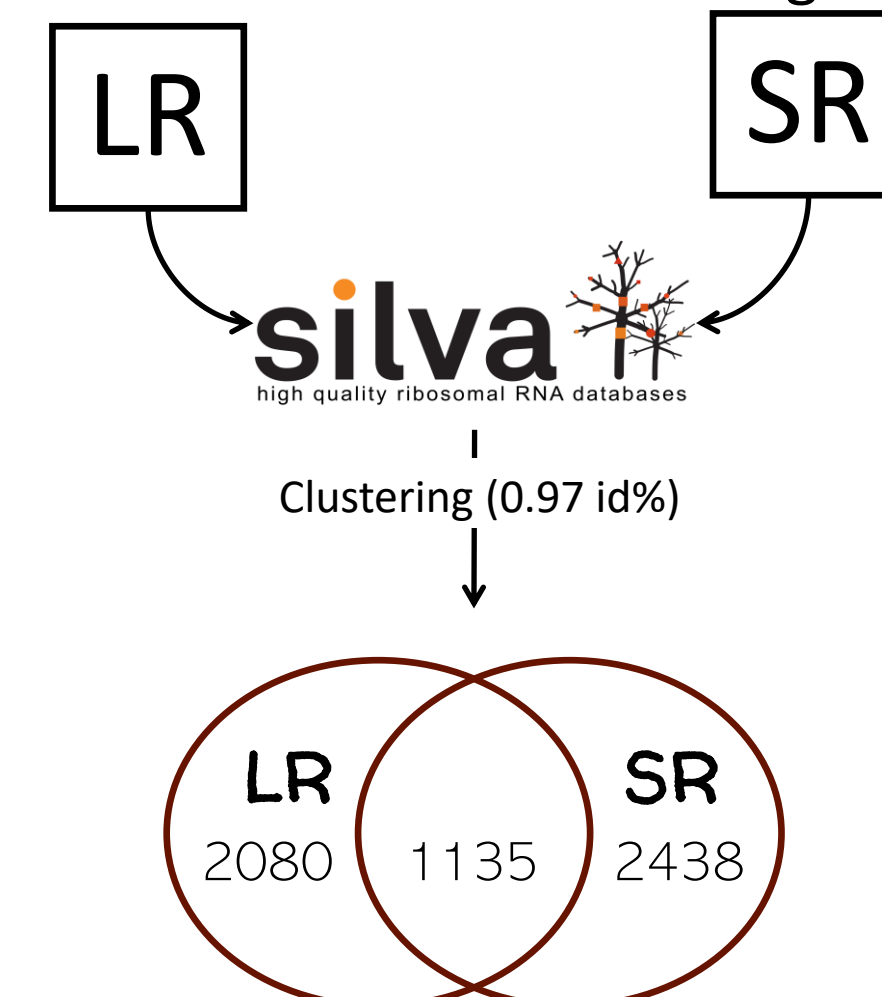 LR
SR
silva
high quality ribosomal RNA databases
Clustering (0.97 id%)
LR
SR
2080
1135
2438